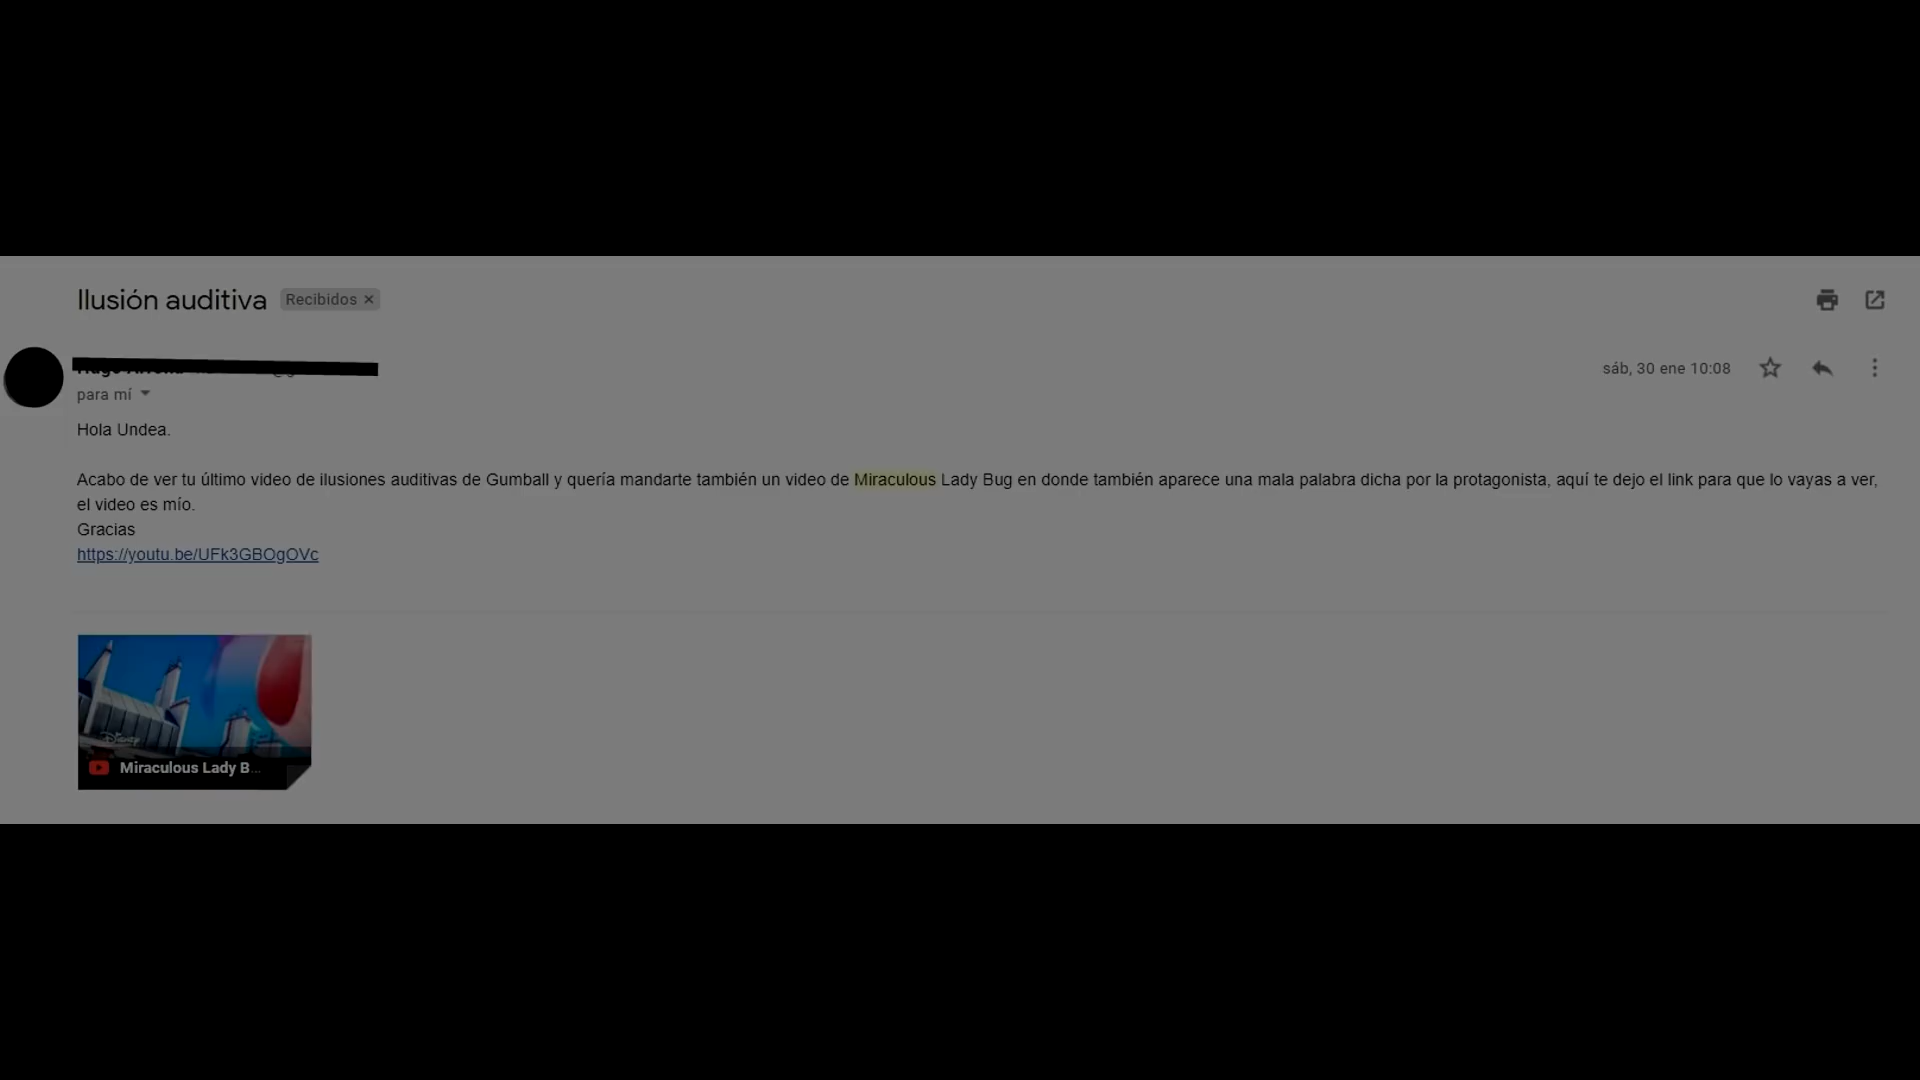 Ilusión auditiva Recibidos ×
sáb, 30 ene 10:08
para mí
Hola Undea.
Acabo de ver tu último video de ilusiones auditivas de Gumball y quería mandarte también un video de Miraculous Lady Bug en donde también aparece una mala palabra dicha por la protagonista, aquí te dejo el link para que lo vayas a ver,
el video es mío.
Gracias
https://youtu.be/UFk3GBOgOVc
Disney
Miraculous Lady B...